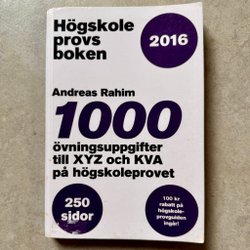 Högskole
provs
boken
2016
Andreas Rahim
1000
övningsuppgifter
till XYZ och KVA
på högskoleprovet
250
sidor
100 kr
rabatt på
högskole-
provguiden
ingår!